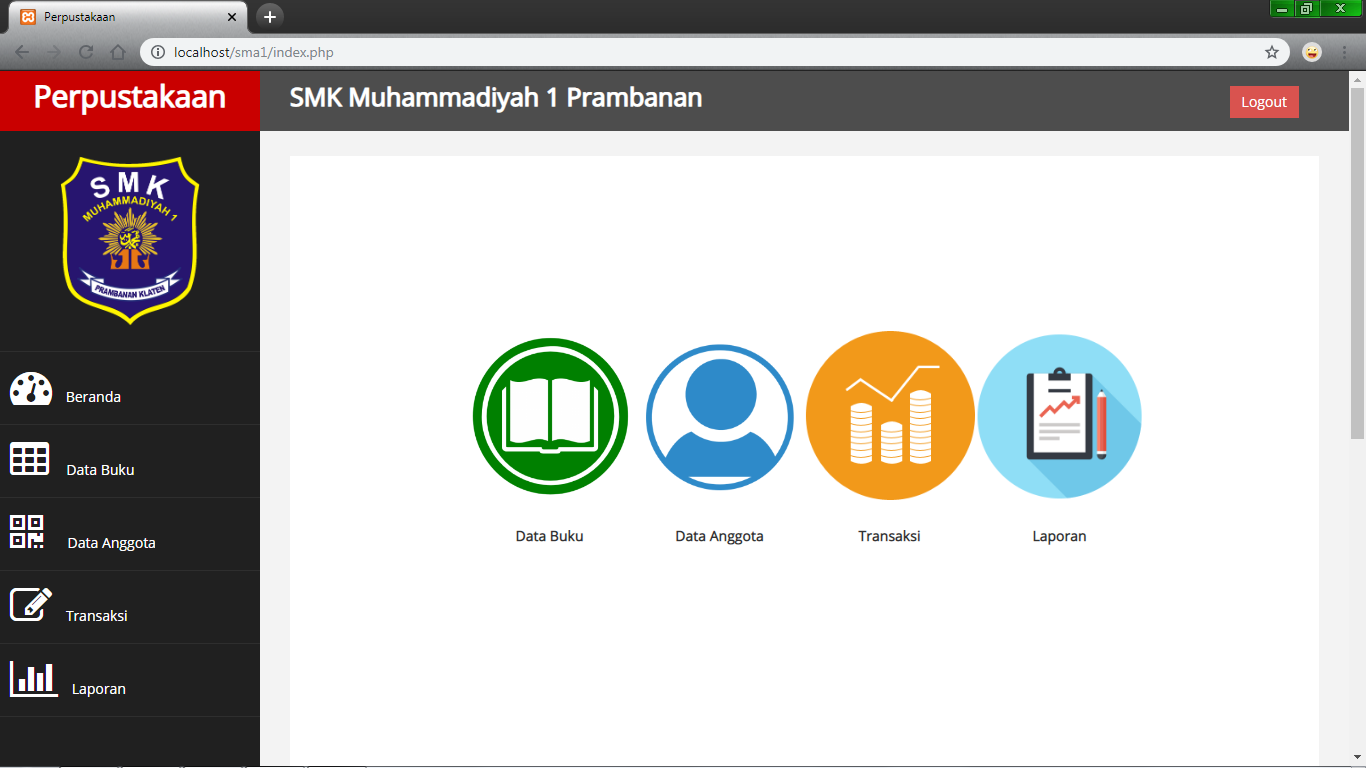 Perpustakaan
localhost/sma1/index.php
Perpustakaan
SMK Muhammadiyah 1 Prambanan
Logout
SMK
MUHAMMADIYAH 1
PRAMBANAN KLATEN
Beranda
Data Buku
Data Anggota
Transaksi
Laporan
Data Buku
Data Anggota
Transaksi
Laporan